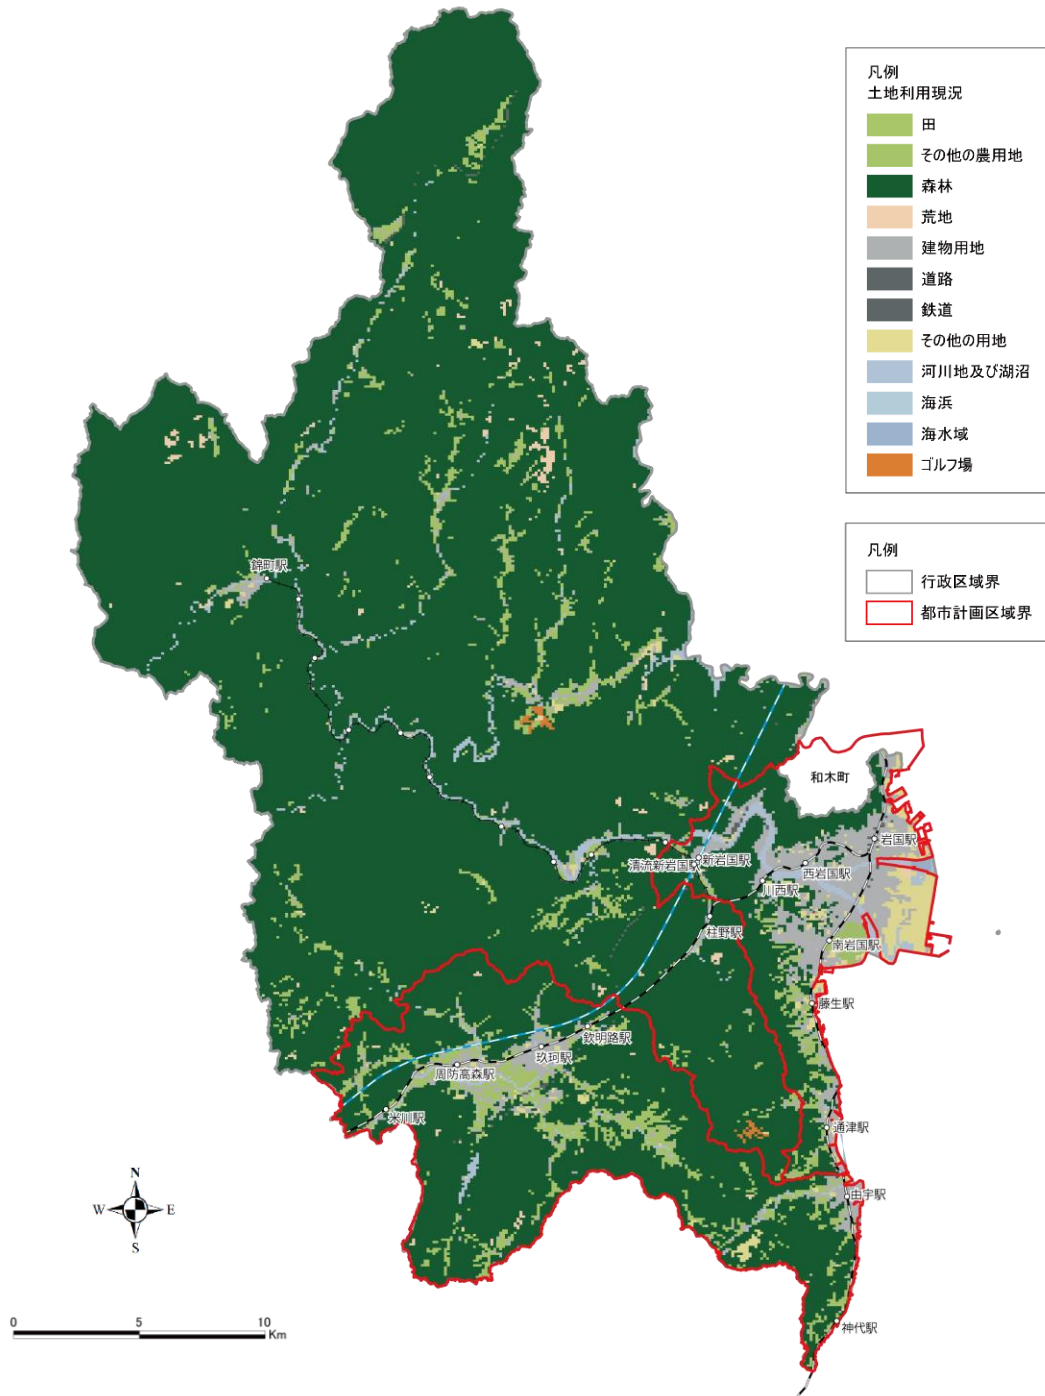 凡例
土地利用現況
田
その他の農用地
森林
荒地
建物用地
道路
鉄道
その他の用地
河川地及び湖沼
海浜
海水域
ゴルフ場
凡例
行政区域界
都市計画区域界
錦町駅
和木町
岩国駅
新岩国駅
清流新岩国駅
西岩国駅
川西駅
柱野駅
南岩国駅
藤生駅
欽明路駅
玖珂駅
周防高森駅
米川駅
通津駅
由宇駅
神代駅
N
W
E
S
0
5
10
Km